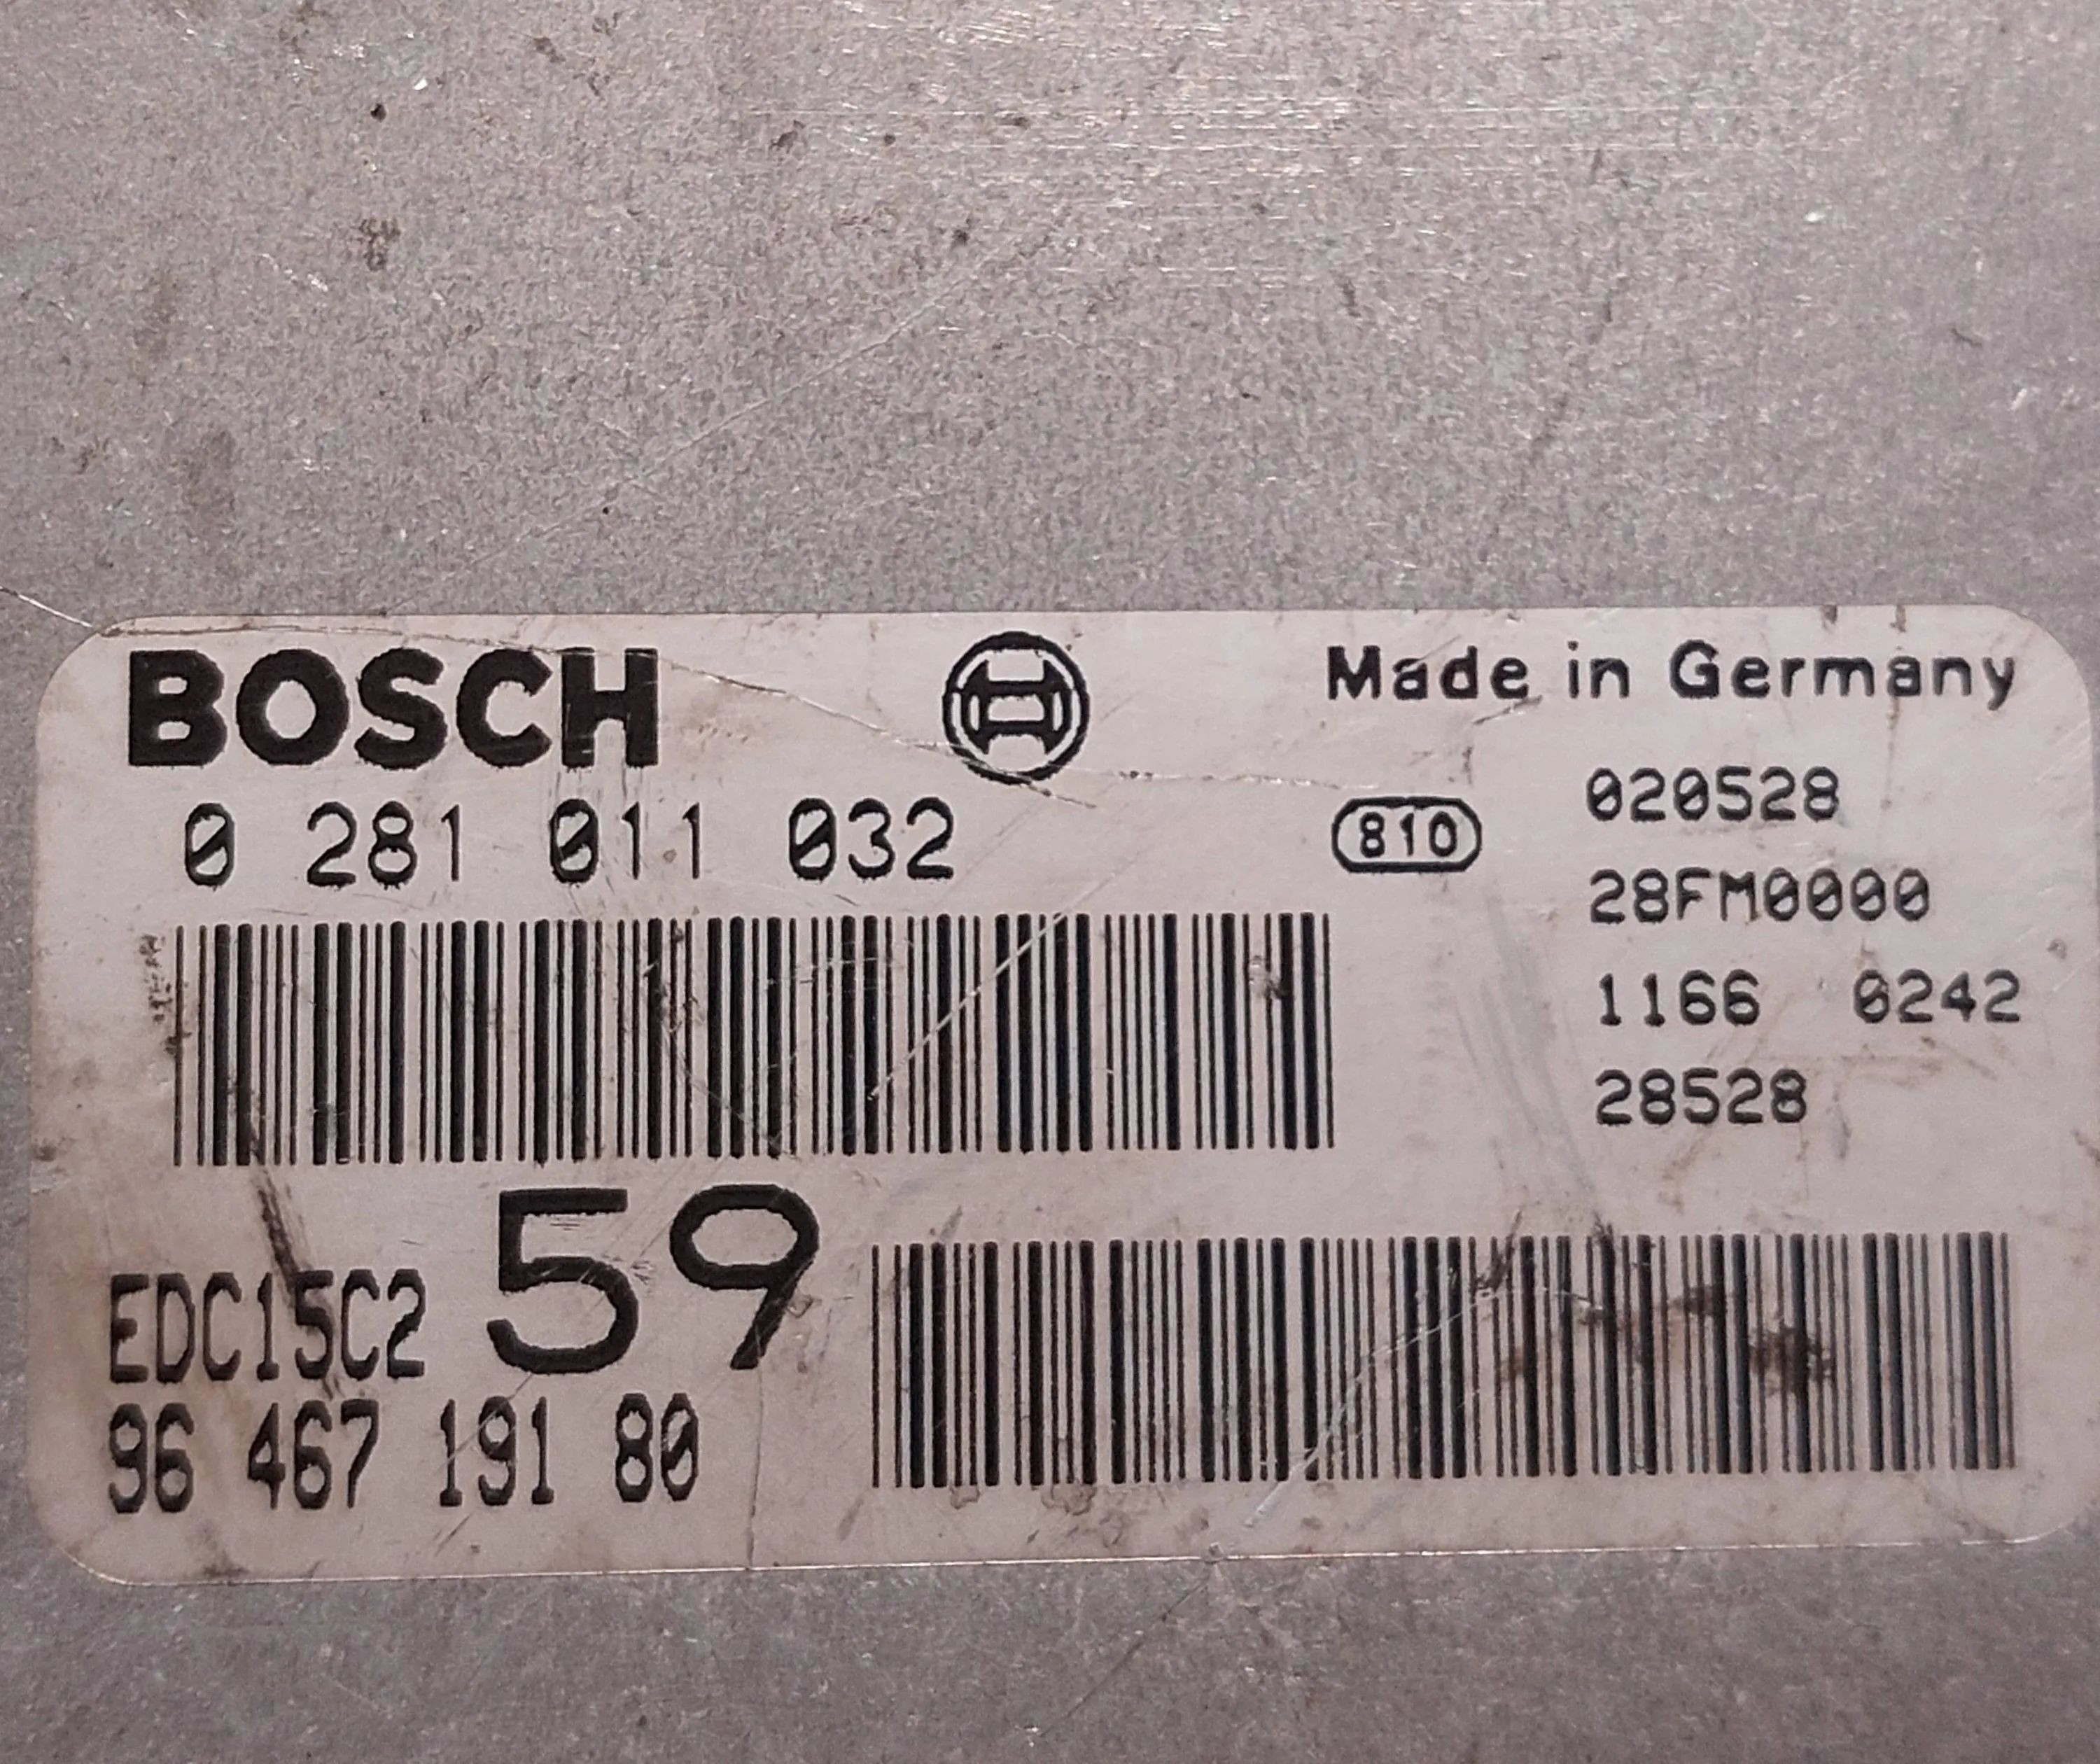 BOSCH
Made in Germany
0 281 011 032
810
020528
28FM0000
1166 0242
28528
EDC15C2 59
96 467 191 80